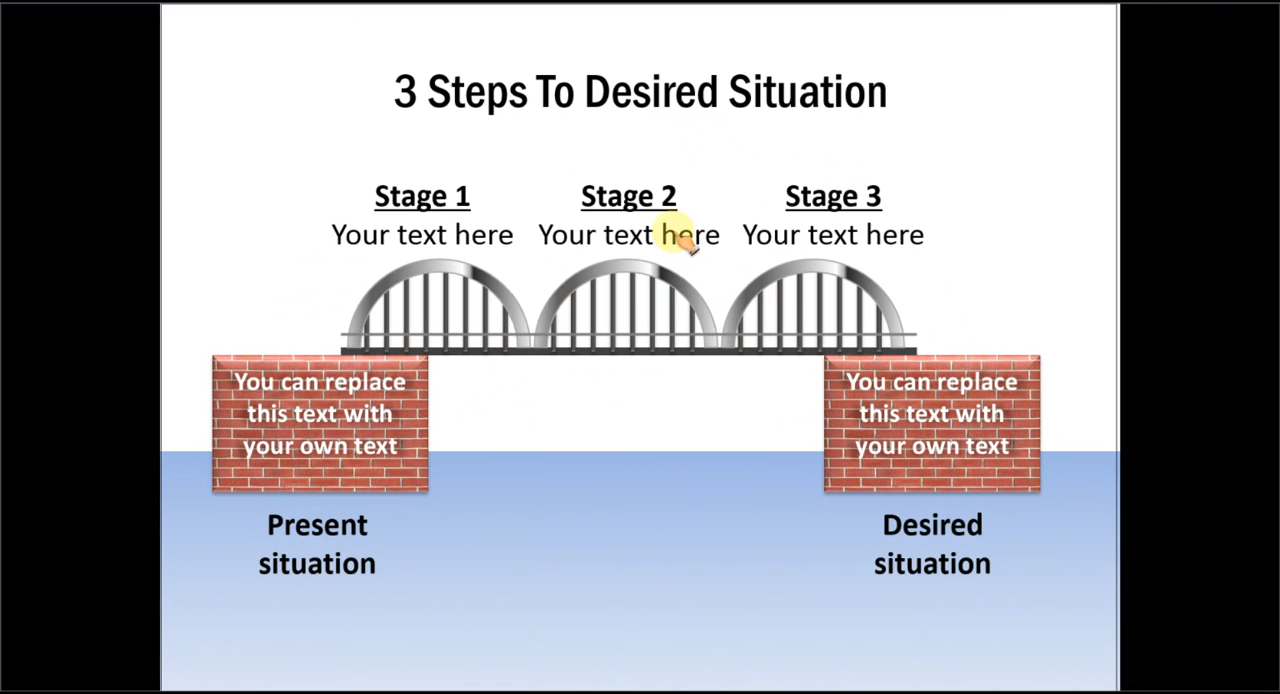 3 Steps To Desired Situation
Stage 1
Your text here
Stage 2
Your text here
Stage 3
Your text here
You can replace
this text with
your own text
You can replace
this text with
your own text
Present
situation
Desired
situation